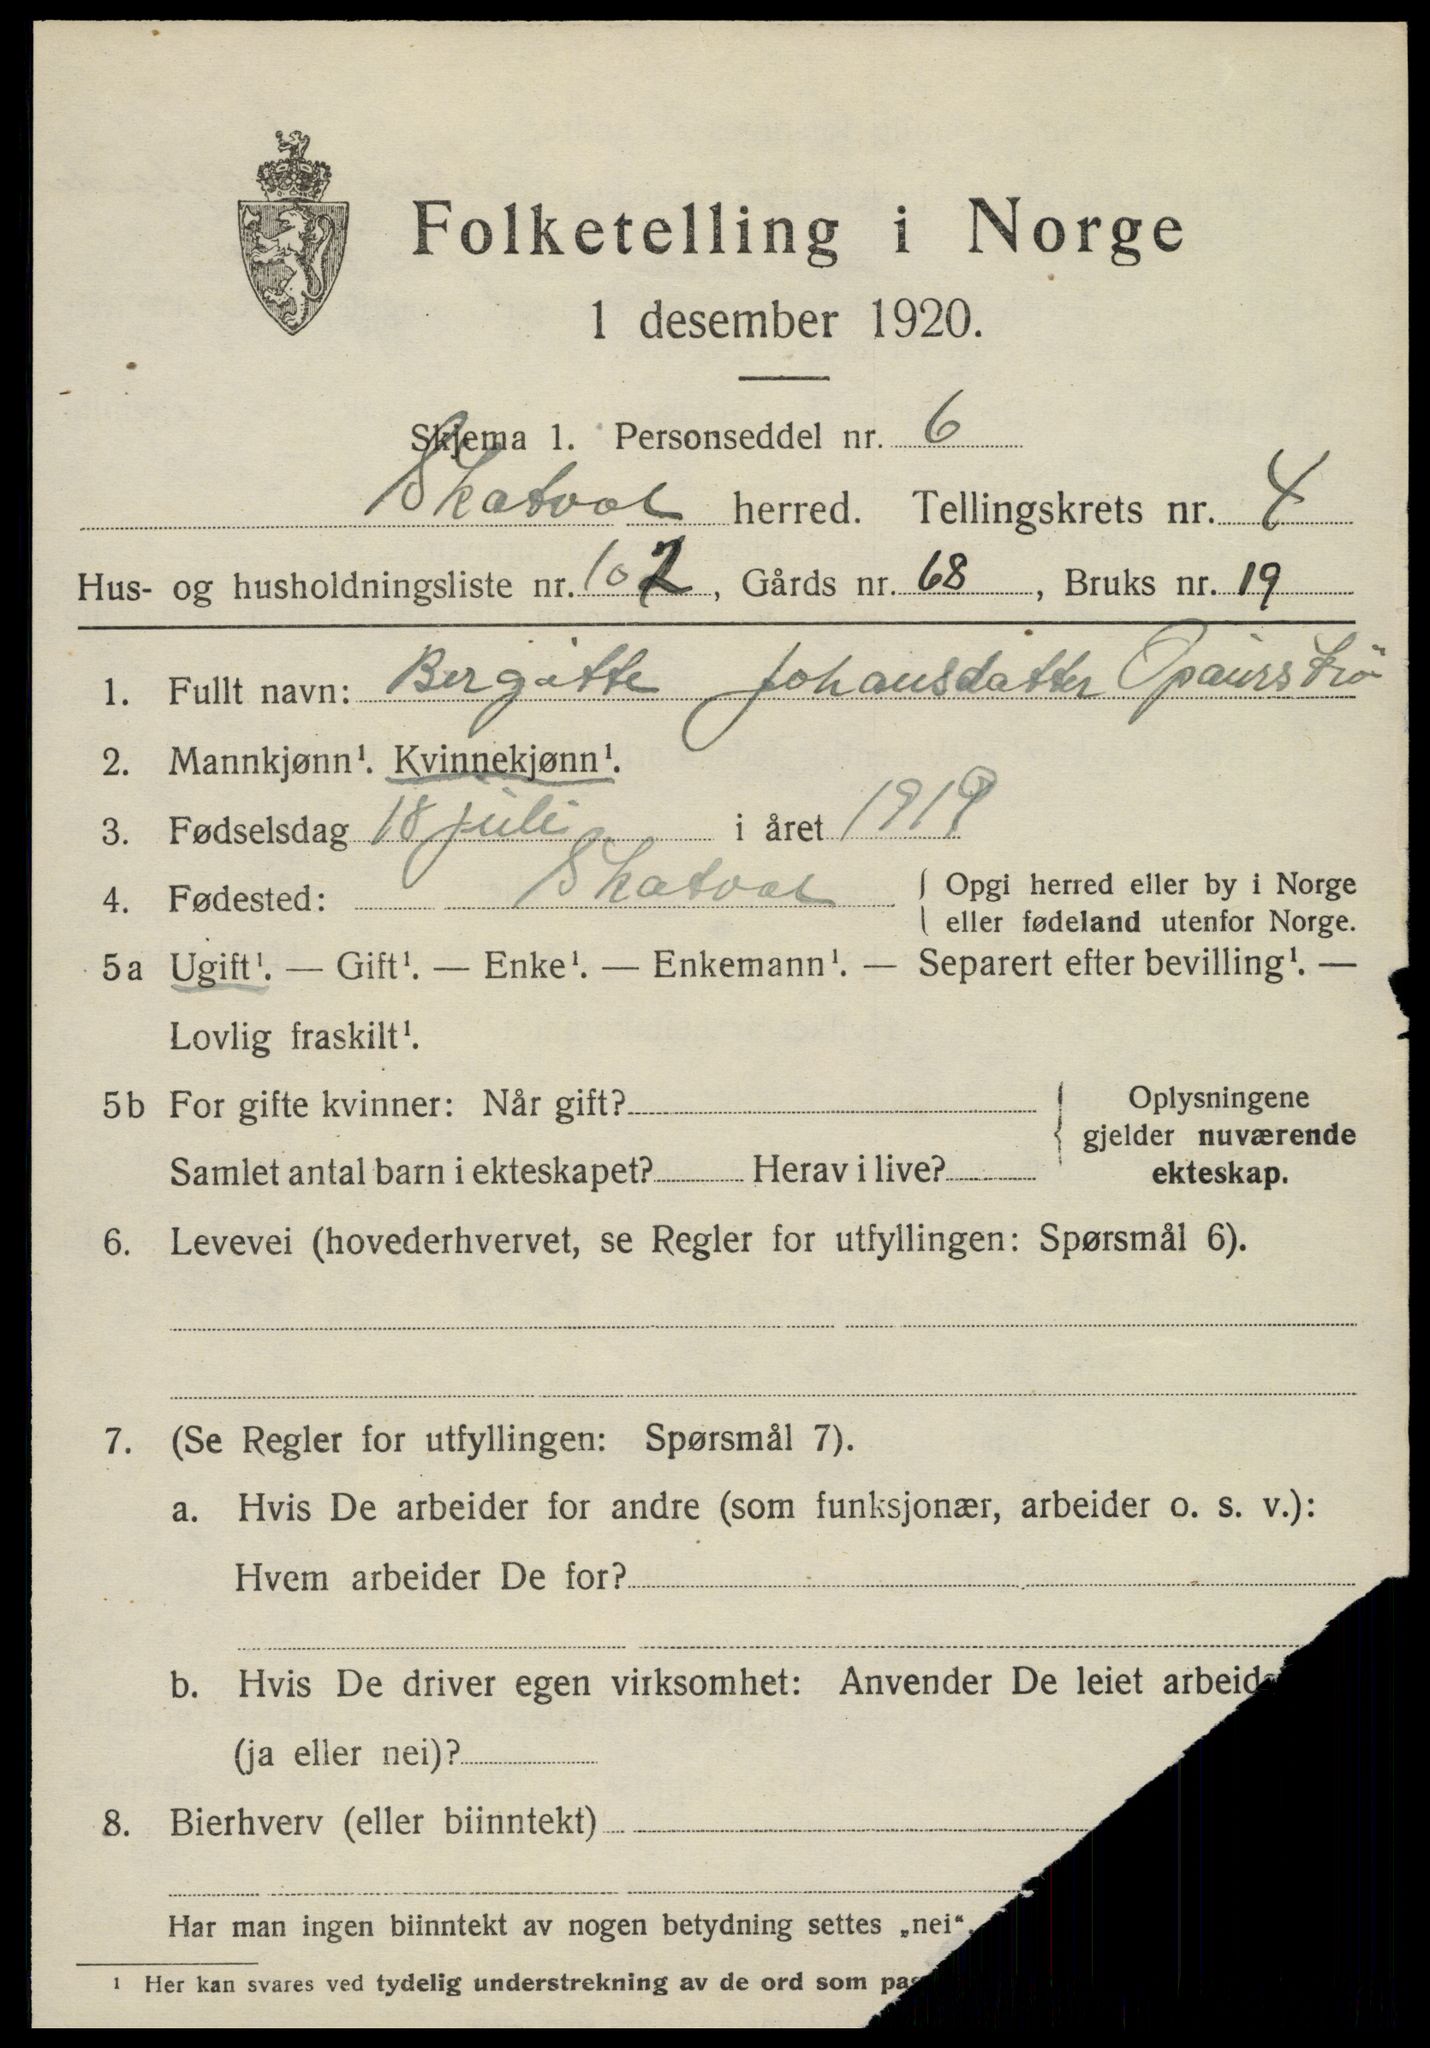 Folketelling i Norge
1 desember 1920.
Skjema 1. Personseddel nr. 6
Skatval herred. Tellingskrets nr. 4
Hus- og husholdningsliste nr. 102, Gårds nr. 68, Bruks nr. 19
1. Fullt navn: Bergitte Johansdatter
2. Mannkjønn¹. Kvinnekjønn¹.
3. Fødselsdag 18 juli i året 1919
4. Fødested: Skatval { Opgi herred eller by i Norge
eller fødeland utenfor Norge.
5a Ugift¹. — Gift¹. — Enke¹. — Enkemann¹. — Separert efter bevilling¹. —
Lovlig fraskilt¹.
5b For gifte kvinner: Når gift? { Oplysningene
gjelder nuværende
Samlet antal barn i ekteskapet? Herav i live? ekteskap.
6. Levevei (hovederhvervet, se Regler for utfyllingen: Spørsmål 6).
7. (Se Regler for utfyllingen: Spørsmål 7).
a. Hvis De arbeider for andre (som funksjonær, arbeider o. s. v.):
Hvem arbeider De for?
b. Hvis De driver egen virksomhet: Anvender De leiet arbeids
(ja eller nei)?
8. Bierhverv (eller biinntekt)
Har man ingen biinntekt av nogen betydning settes „nei“.
¹ Her kan svares ved tydelig understrekning av de ord som pas